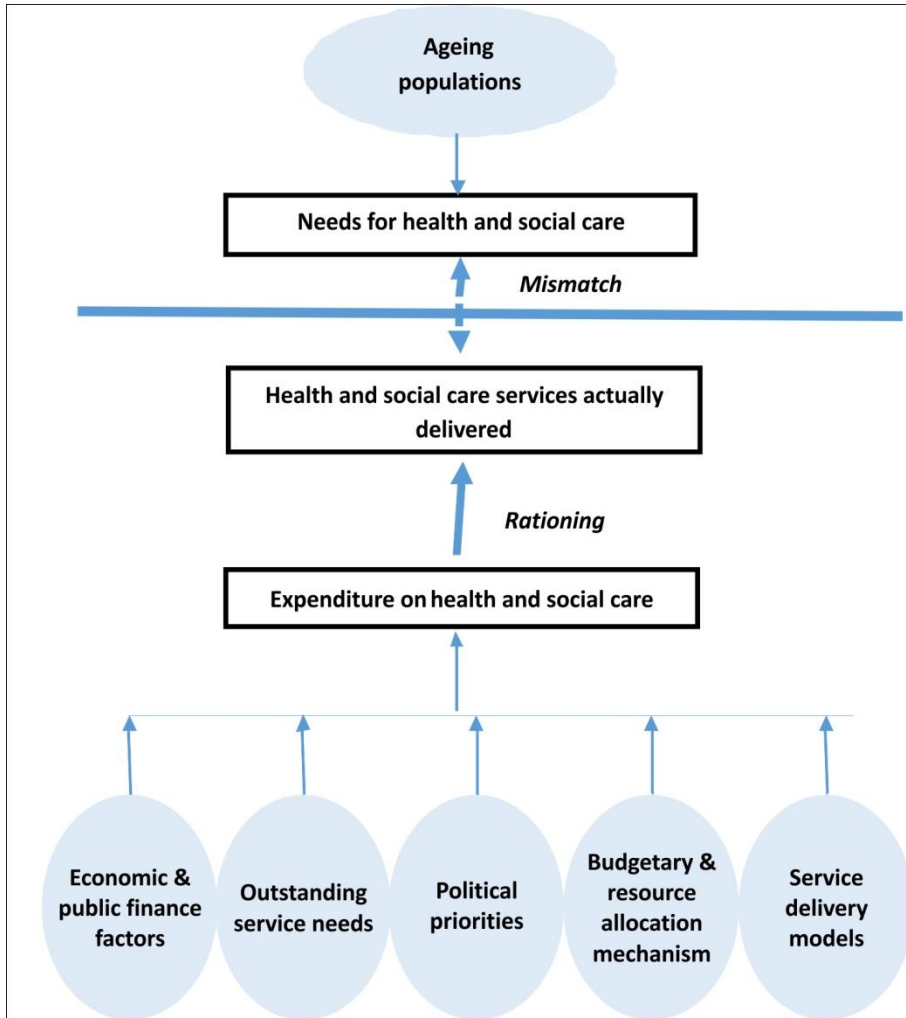 Ageing
populations
Needs for health and social care
Mismatch
Health and social care services actually
delivered
Rationing
Expenditure on health and social care
Economic &
public finance
factors
Outstanding
service needs
Political
priorities
Budgetary &
resource
allocation
mechanism
Service
delivery
models